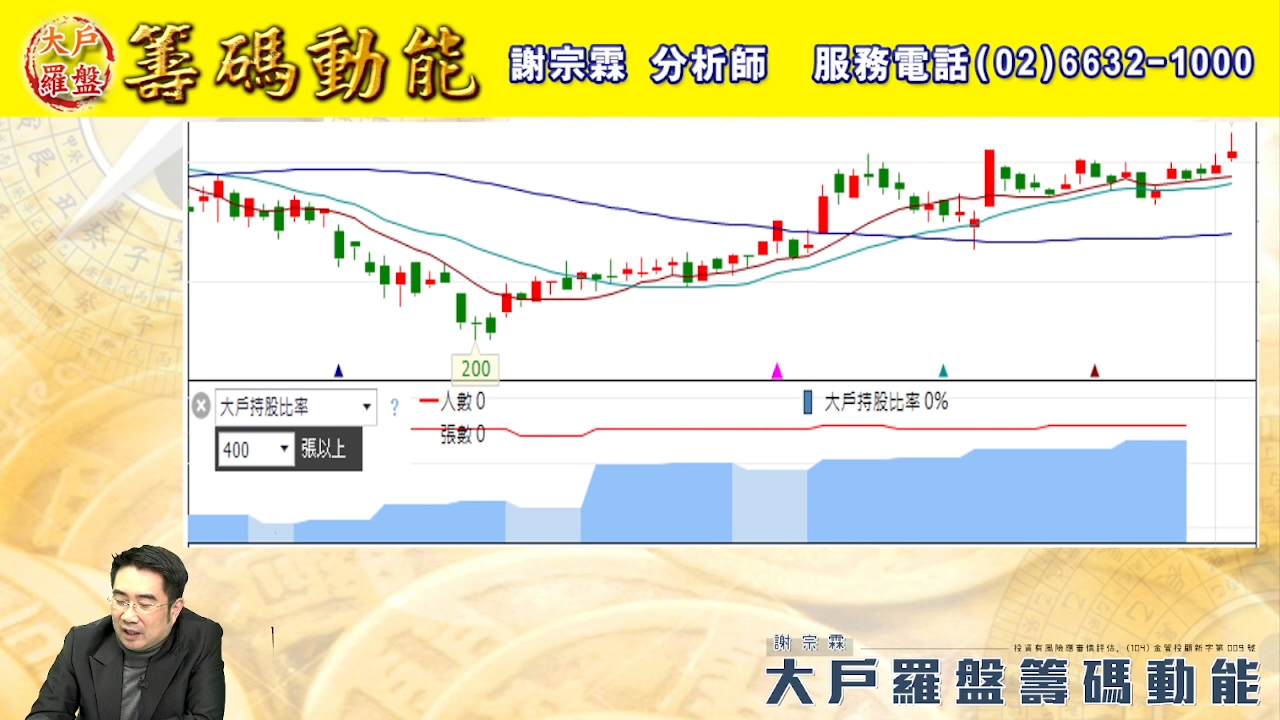 大戶
羅盤
籌碼動能
謝宗霖 分析師 服務電話(02)6632-1000
200
大戶持股比率
?
人數 0
大戶持股比率 0%
400
張以上
張數 0
謝宗霖
投資有風險應審慎評估, (104) 金管投顧新字第 009 號
大戶羅盤籌碼動能